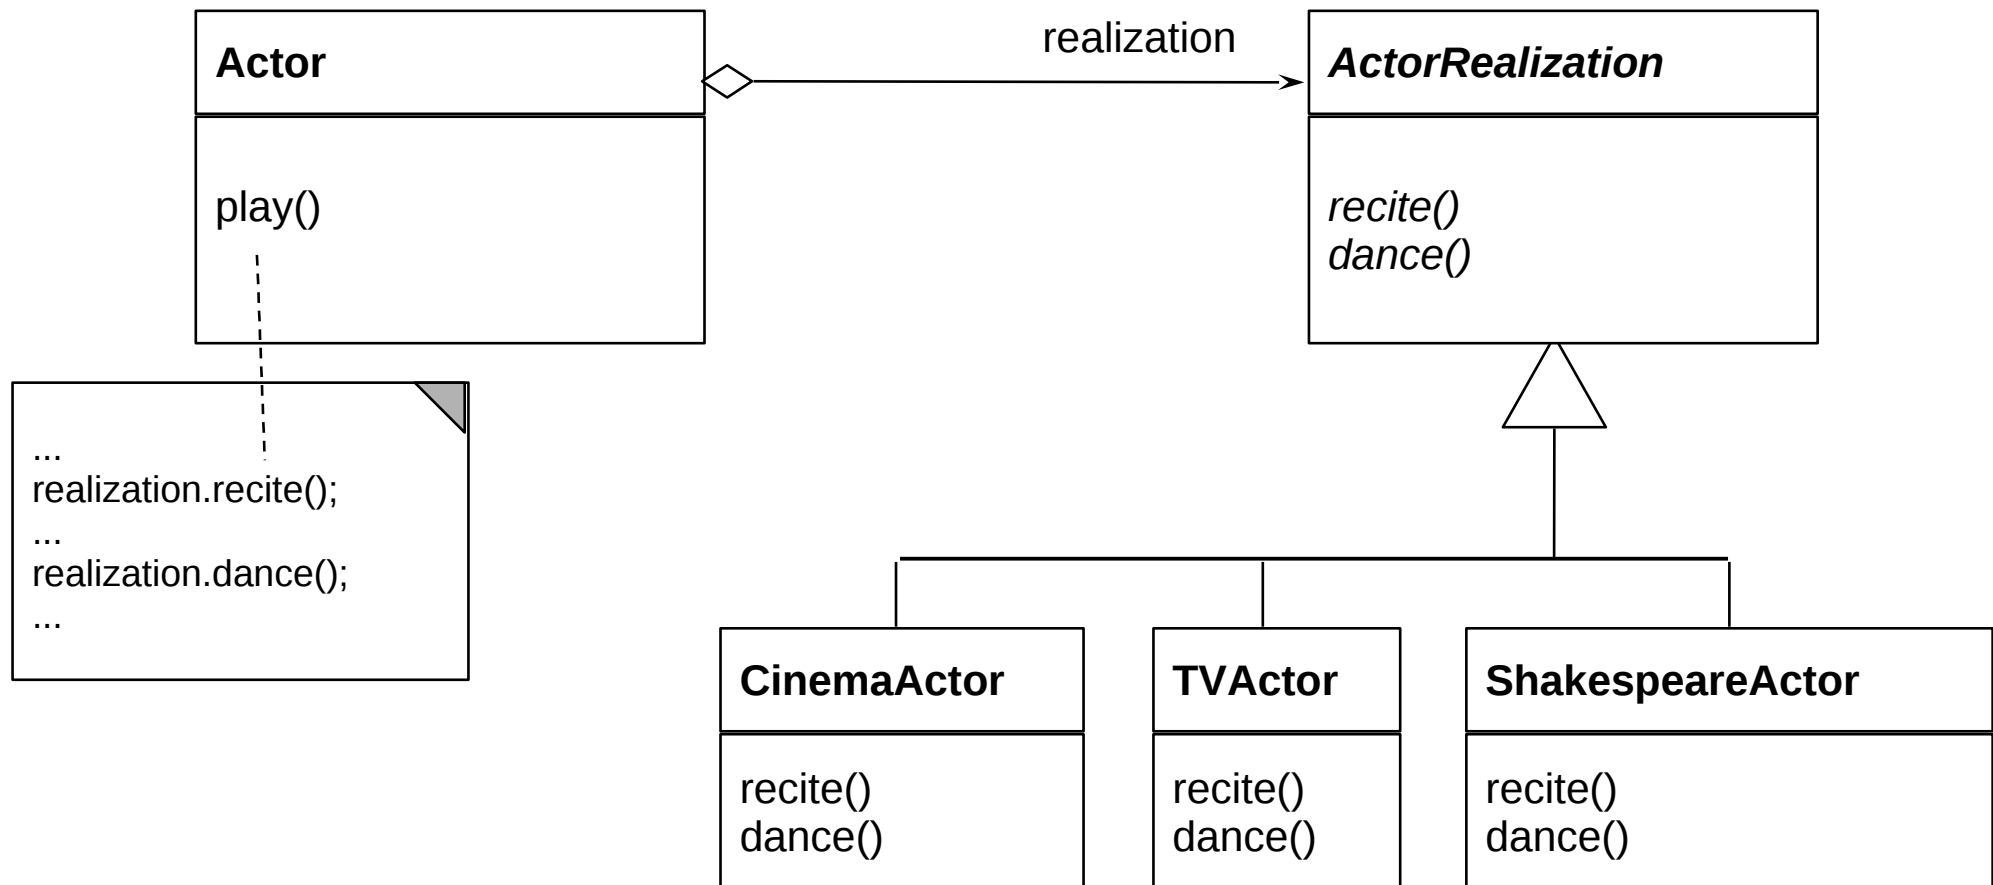 Actor
realization
ActorRealization
play()
recite()
dance()
...
realization.recite();
...
realization.dance();
...
CinemaActor
recite()
dance()
TVActor
recite()
dance()
ShakespeareActor
recite()
dance()